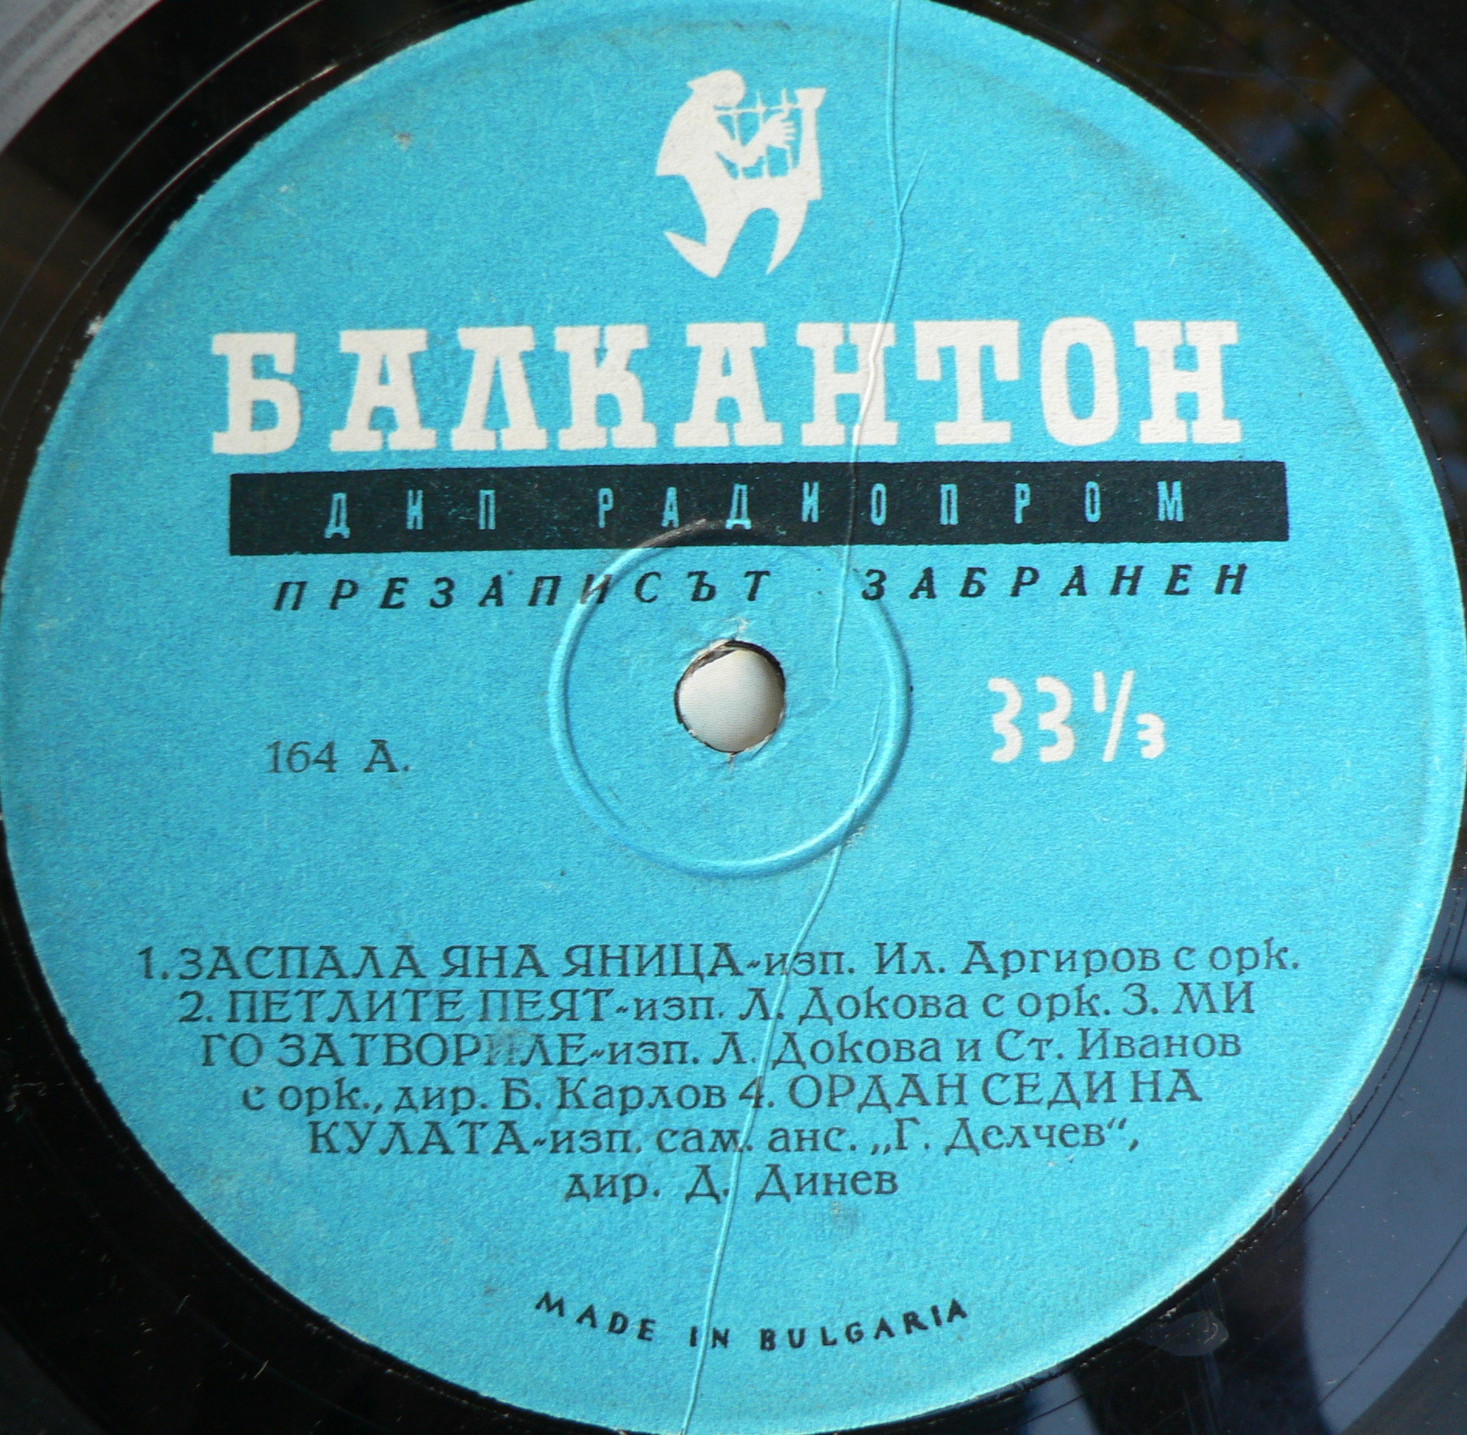 БАЛКАНТОН
ДИП РАДИОПРОМ
ПРЕЗАПИСЪТ ЗАБРАНЕН
33 1/3
164 А.
1. ЗАСПАЛА ЯНА ЯНИЦА-изп. Ил. Аргиров с орк.
2. ПЕТЛИТЕ ПЕЯТ-изп. Л. Докова с орк. 3. МИ
ГО ЗАТВОРИЛЕ-изп. Л. Докова и Ст. Иванов
с орк., дир. Б. Карлов 4. ОРДАН СЕДИ НА
КУЛАТА-изп. сам. анс. „Г. Делчев“,
дир. Д. Динев
MADE IN BULGARIA